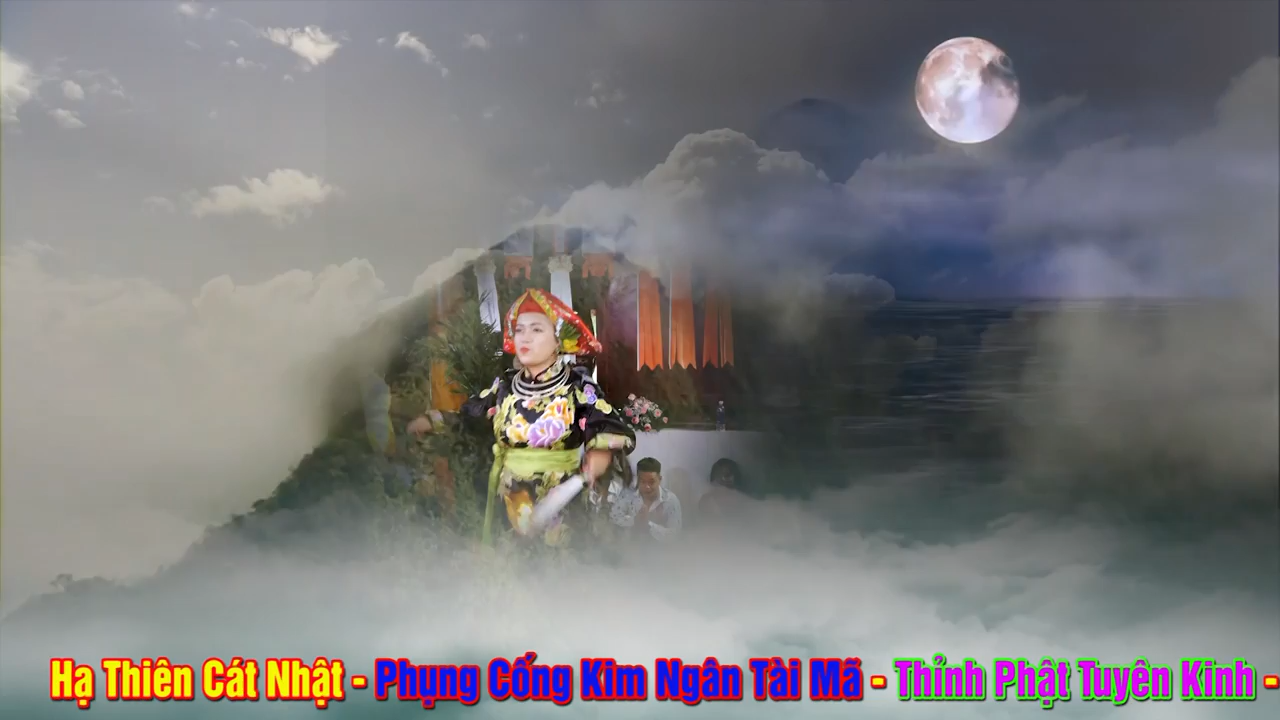 Hạ Thiên Cát Nhật - Phụng Cống Kim Ngân Tài Mã - Thỉnh Phật Tuyên Kinh -